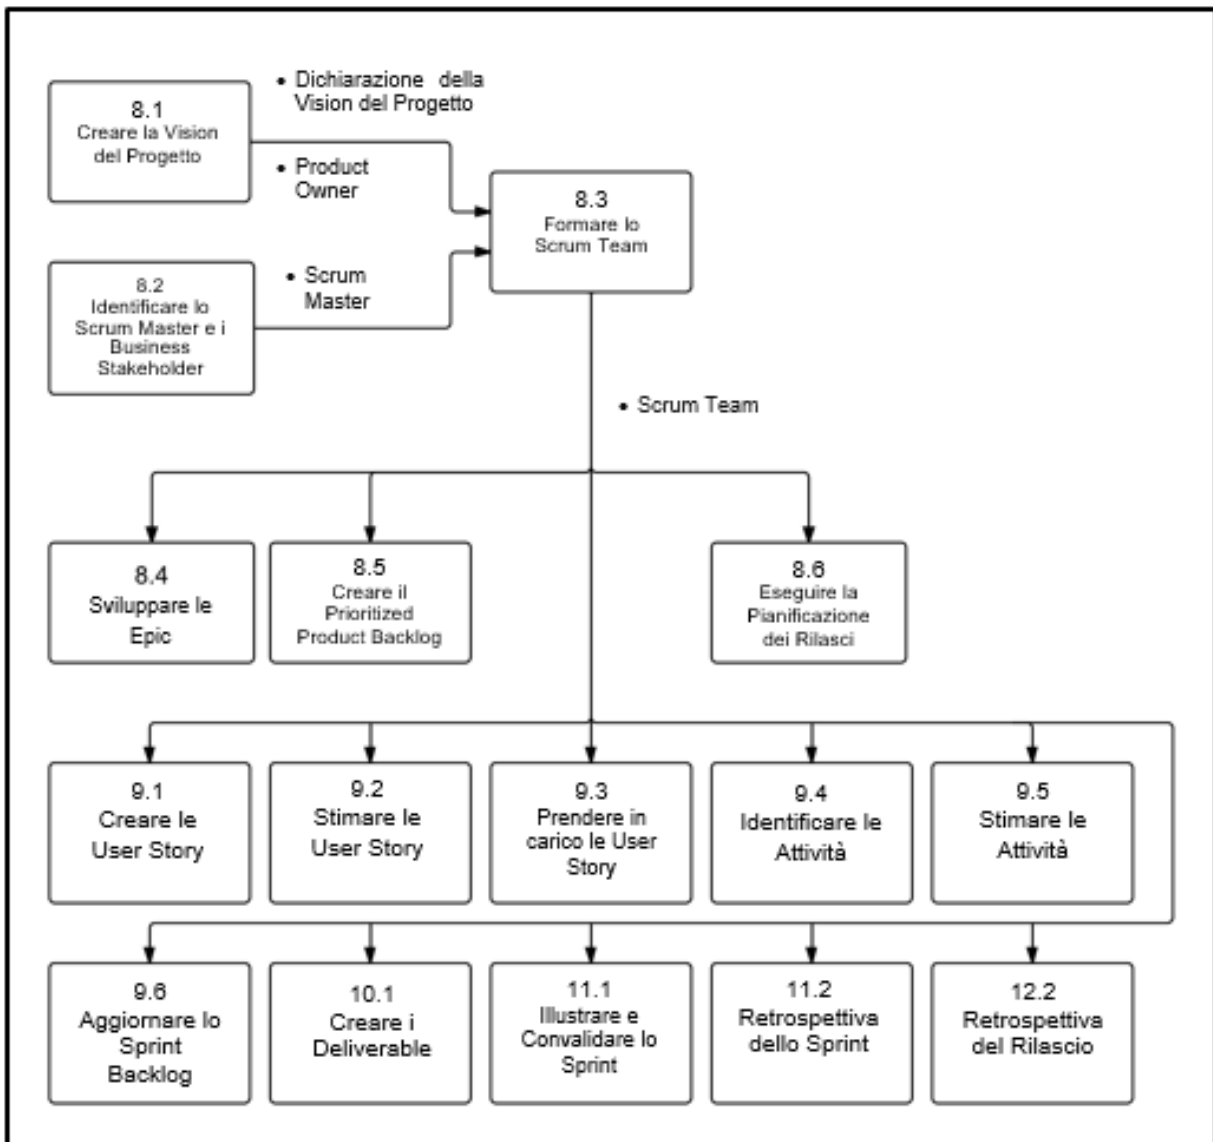 8.1
Creare la Vision
del Progetto
• Dichiarazione della
Vision del Progetto
• Product
Owner
8.2
Identificare lo
Scrum Master e i
Business
Stakeholder
• Scrum
Master
8.3
Formare lo
Scrum Team
• Scrum Team
8.4
Sviluppare le
Epic
8.5
Creare il
Prioritized
Product Backlog
8.6
Eseguire la
Pianificazione
dei Rilasci
9.1
Creare le
User Story
9.2
Stimare le
User Story
9.3
Prendere in
carico le User
Story
9.4
Identificare le
Attività
9.5
Stimare le
Attività
9.6
Aggiornare lo
Sprint
Backlog
10.1
Creare i
Deliverable
11.1
Illustrare e
Convalidare lo
Sprint
11.2
Retrospettiva
dello Sprint
12.2
Retrospettiva
del Rilascio